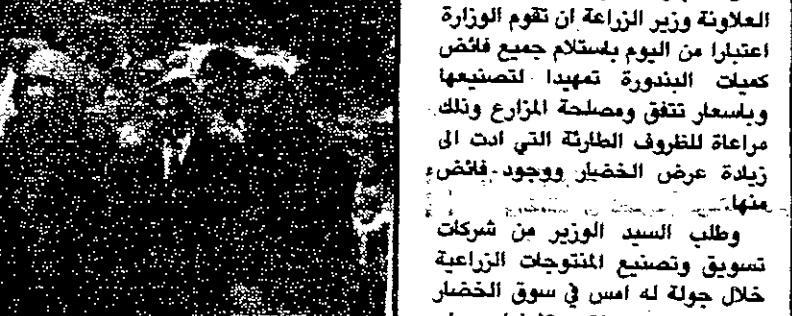 العلاونة وزير الزراعة ان تقوم الوزارة
اعتبارا من اليوم باستلام جميع فائض
كميات البندورة تمهيدا لتصنيعها
وباسعار تتفق ومصلحة المزارع وذلك
مراعاة للظروف الطارئة التي ادت الى
زيادة عرض الخضار ووجود فائض
منها.
وطلب السيد الوزير من شركات
تسويق وتصنيع المنتوجات الزراعية
خلال جولة له امس في سوق الخضار